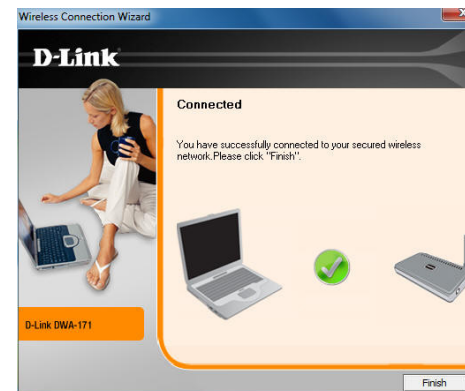 Wireless Connection Wizard
D-Link
Connected
You have successfully connected to your secured wireless
network.Please click "Finish".
D-Link DWA-171
Finish